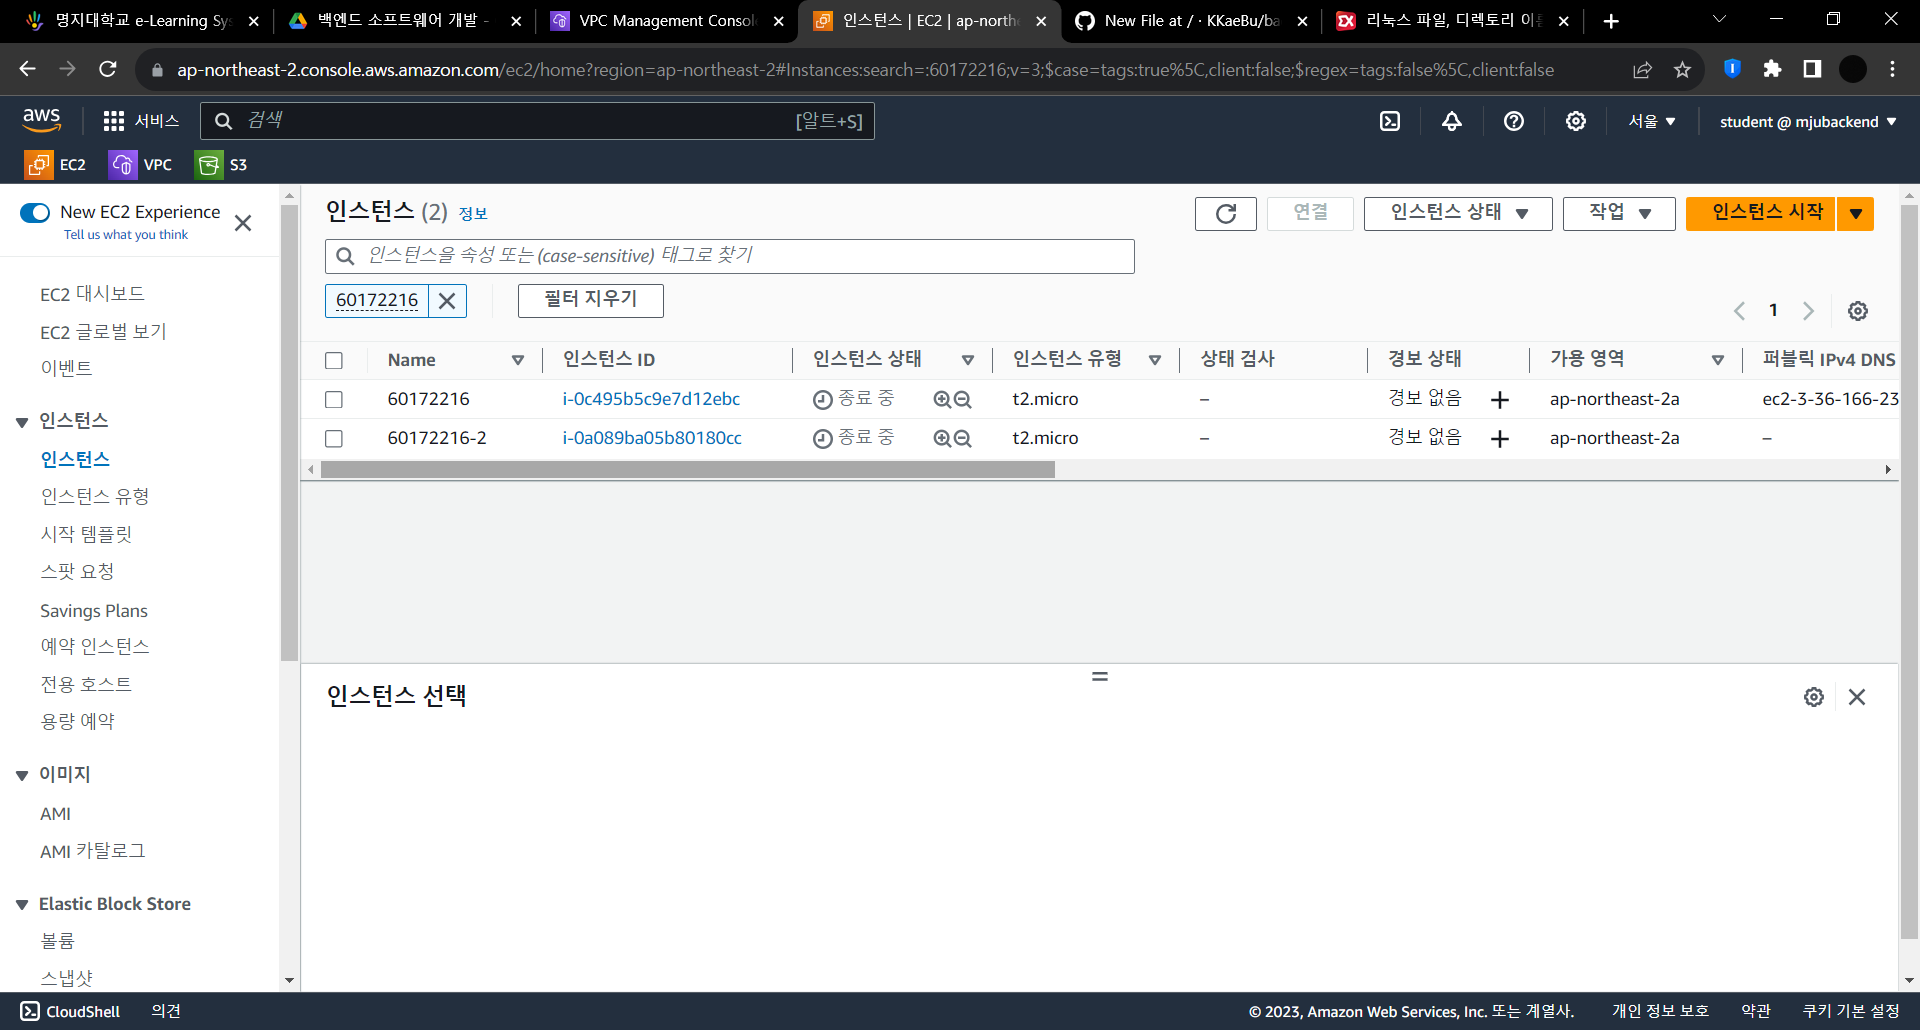 명지대학교 e-Learning Sy
백엔드 소프트웨어 개발 -
VPC Management Consol
인스턴스 | EC2 | ap-north
New File at / · KKaeBu/ba
리눅스 파일, 디렉토리 이
ap-northeast-2.console.aws.amazon.com/ec2/home?region=ap-northeast-2#Instances:search=:60172216;v=3;$case=tags:true%5C,client:false;$regex=tags:false%5C,client:false
aws 서비스 검색 [알트+S] 서울 student @ mjubackend
EC2 VPC S3
New EC2 Experience
Tell us what you think
EC2 대시보드
EC2 글로벌 보기
이벤트
인스턴스
인스턴스
인스턴스 유형
시작 템플릿
스팟 요청
Savings Plans
예약 인스턴스
전용 호스트
용량 예약
이미지
AMI
AMI 카탈로그
Elastic Block Store
볼륨
스냅샷
인스턴스 (2) 정보 연결 인스턴스 상태 작업 인스턴스 시작
인스턴스을 속성 또는 (case-sensitive) 태그로 찾기
60172216 필터 지우기
1
Name 인스턴스 ID 인스턴스 상태 인스턴스 유형 상태 검사 경보 상태 가용 영역 퍼블릭 IPv4 DNS
60172216 i-0c495b5c9e7d12ebc 종료 중 t2.micro – 경보 없음 ap-northeast-2a ec2-3-36-166-23
60172216-2 i-0a089ba05b80180cc 종료 중 t2.micro – 경보 없음 ap-northeast-2a –
인스턴스 선택
CloudShell 의견 © 2023, Amazon Web Services, Inc. 또는 계열사. 개인 정보 보호 약관 쿠키 기본 설정